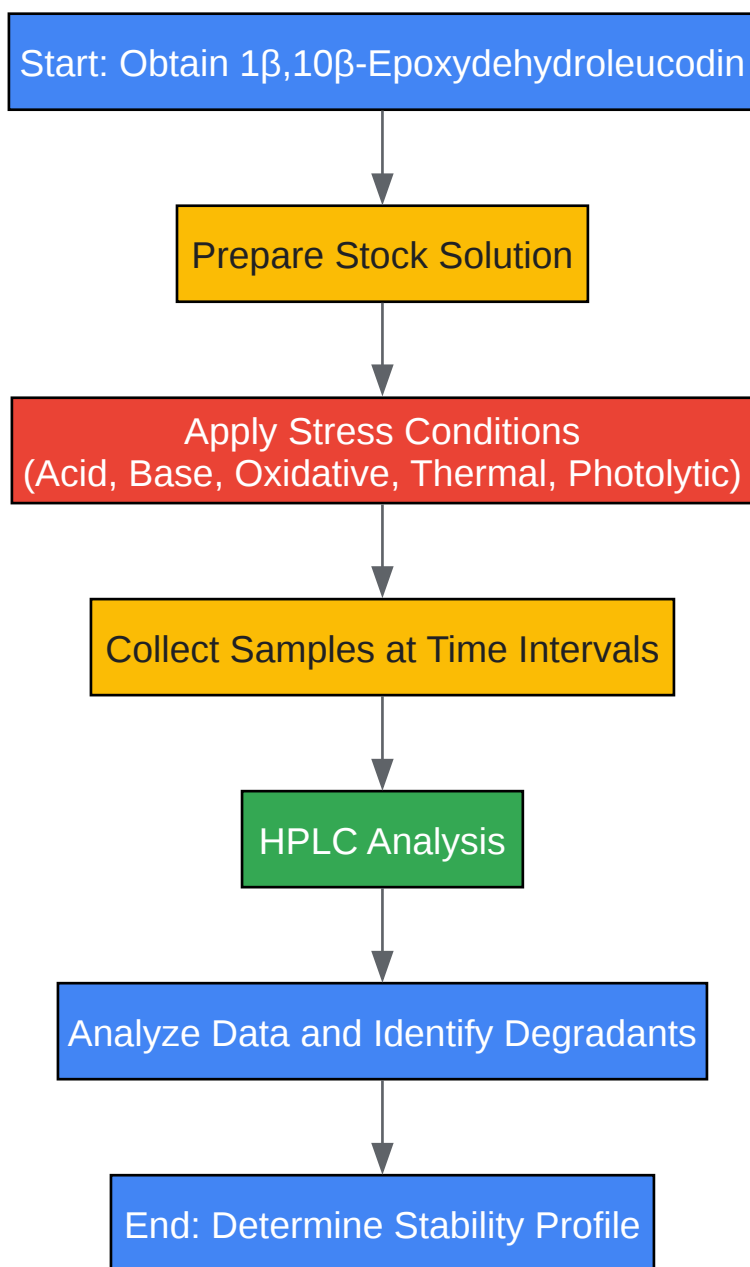 Start: Obtain 1β,10β-Epoxydehydroleucodin
Prepare Stock Solution
Apply Stress Conditions
(Acid, Base, Oxidative, Thermal, Photolytic)
Collect Samples at Time Intervals
HPLC Analysis
Analyze Data and Identify Degradants
End: Determine Stability Profile